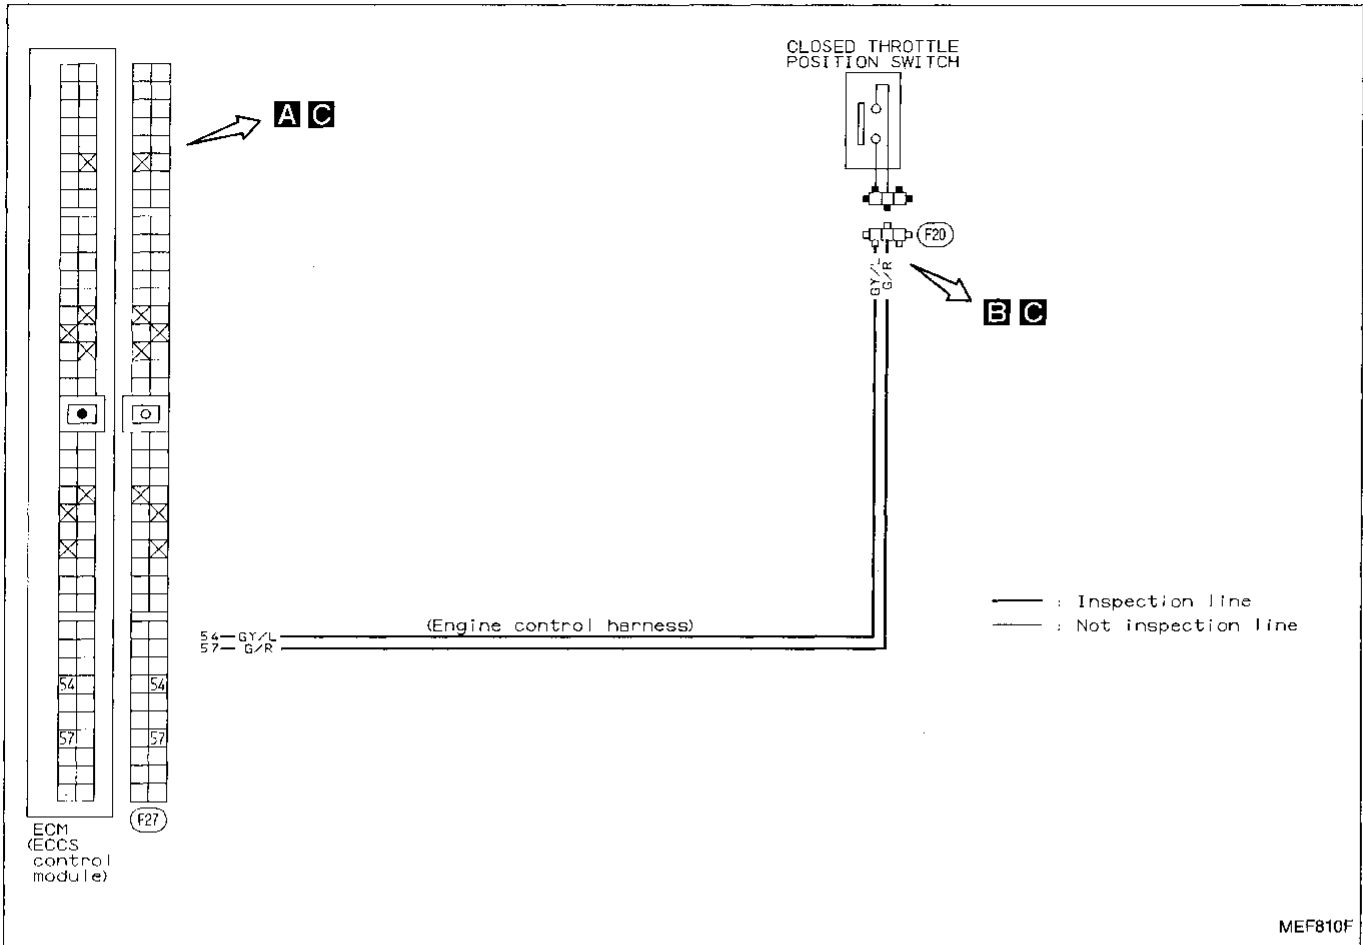 CLOSED THROTTLE
POSITION SWITCH
A C
F20
GY/L
G/R
B C
54 GY/L
57 G/R
(Engine control harness)
: Inspection line
: Not inspection line
54
54
57
57
F27
ECM
(ECCS
control
module)
MEF810F